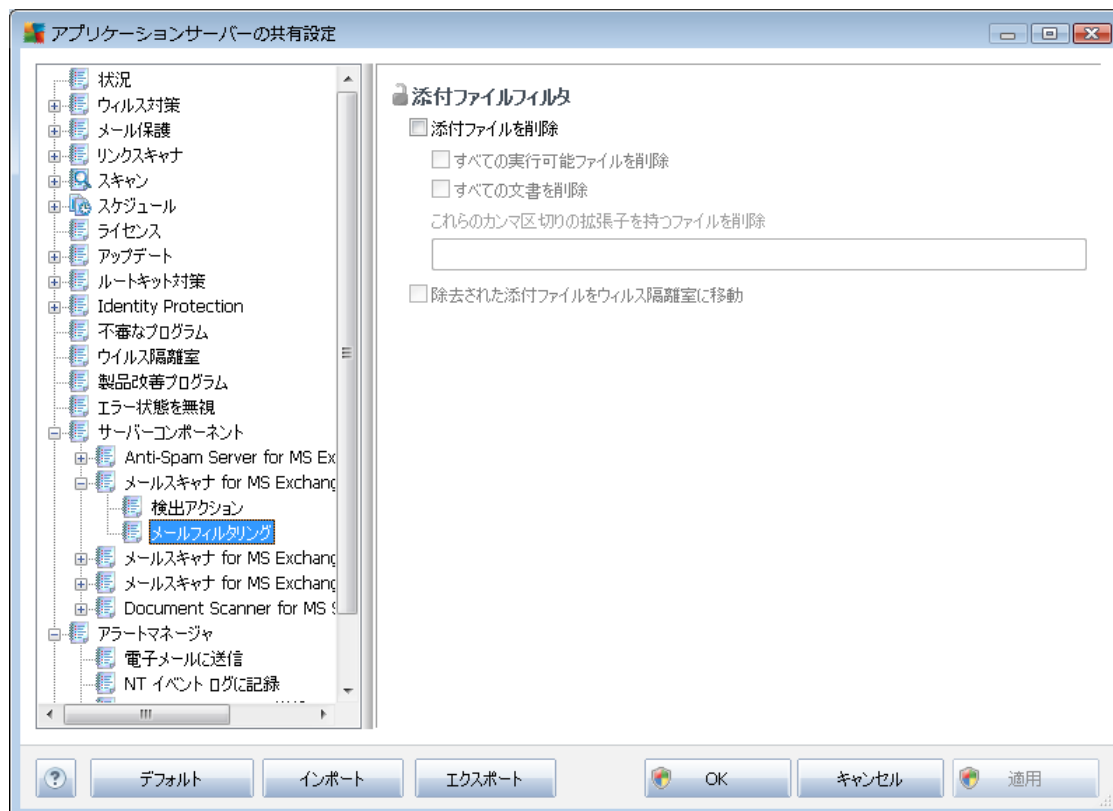 アプリケーションサーバーの共有設定
状況
ウィルス対策
メール保護
リンクスキャナ
スキャン
スケジュール
ライセンス
アップデート
ルートキット対策
Identity Protection
不審なプログラム
ウイルス隔離室
製品改善プログラム
エラー状態を無視
サーバーコンポーネント
Anti-Spam Server for MS Ex
メールスキャナ for MS Exchang
検出アクション
メールフィルタリング
メールスキャナ for MS Exchang
メールスキャナ for MS Exchang
Document Scanner for MS S
アラートマネージャ
電子メールに送信
NT イベント ログに記録
添付ファイルフィルタ
添付ファイルを削除
すべての実行可能ファイルを削除
すべての文書を削除
これらのカンマ区切りの拡張子を持つファイルを削除
除去された添付ファイルをウィルス隔離室に移動
?
デフォルト
インポート
エクスポート
OK
キャンセル
適用